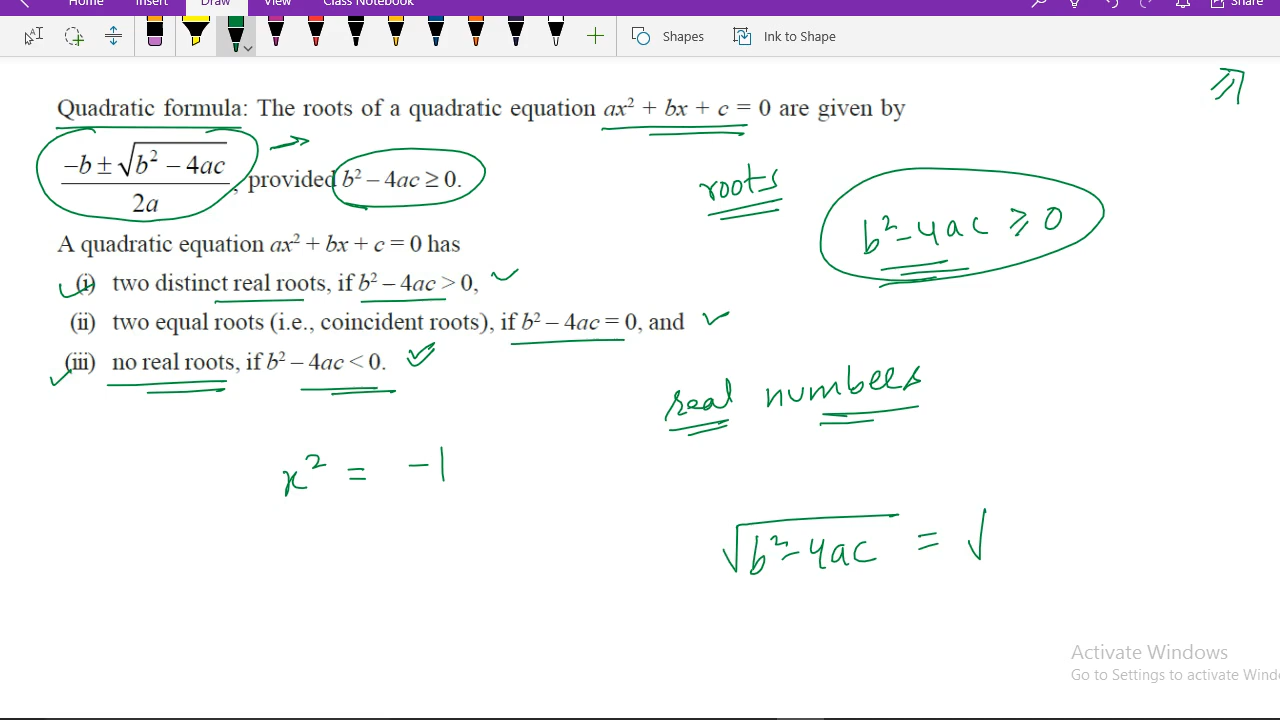 Home Insert Draw View Class Notebook Share
Shapes Ink to Shape
Quadratic formula: The roots of a quadratic equation ax² + bx + c = 0 are given by
−b ± √b² − 4ac
2a
, provided b² − 4ac ≥ 0.
roots
b² − 4ac ≥ 0
A quadratic equation ax² + bx + c = 0 has
(i) two distinct real roots, if b² − 4ac > 0,
(ii) two equal roots (i.e., coincident roots), if b² − 4ac = 0, and
(iii) no real roots, if b² − 4ac < 0.
real numbers
x² = −1
√b² − 4ac = √
Activate Windows
Go to Settings to activate Wind